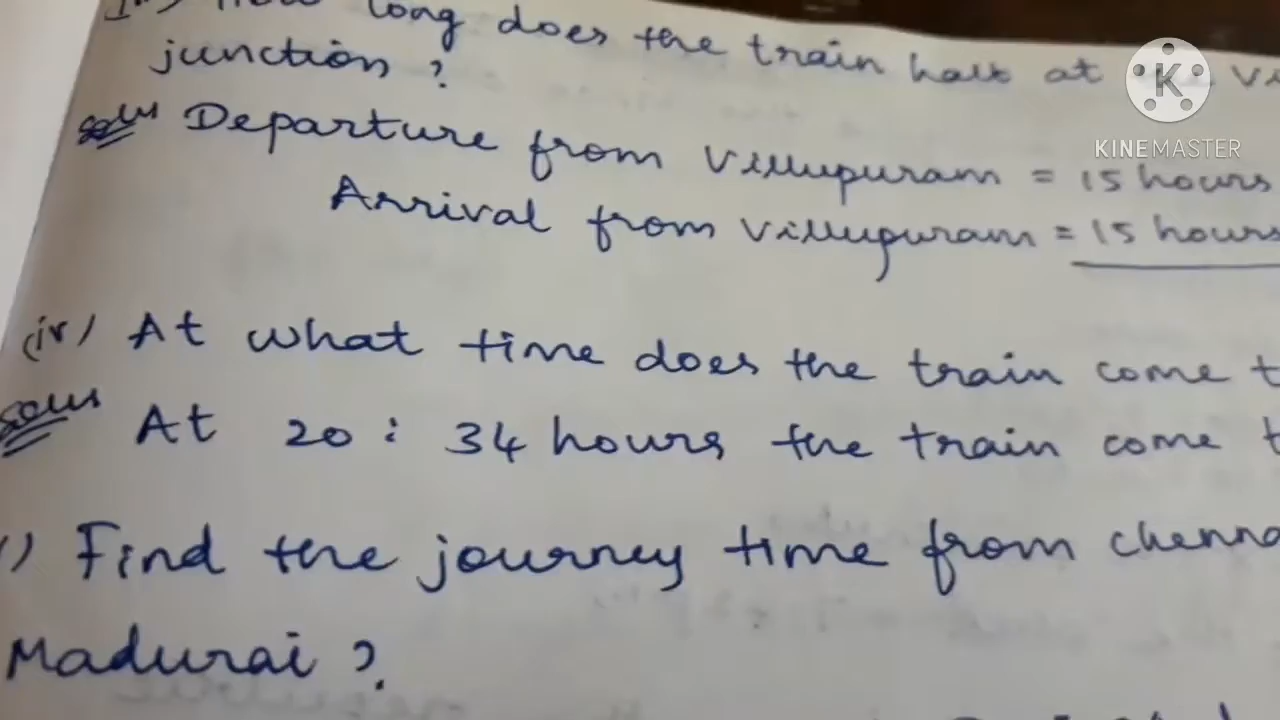 long does the train halt at the Vi
junction ?
Soln Departure from Villupuram = 15 hours
Arrival from Villupuram = 15 hours
(iv) At what time does the train come t
Soln At 20 : 34 hours the train come t
Find the journey time from chenna
Madurai ?
KINEMASTER